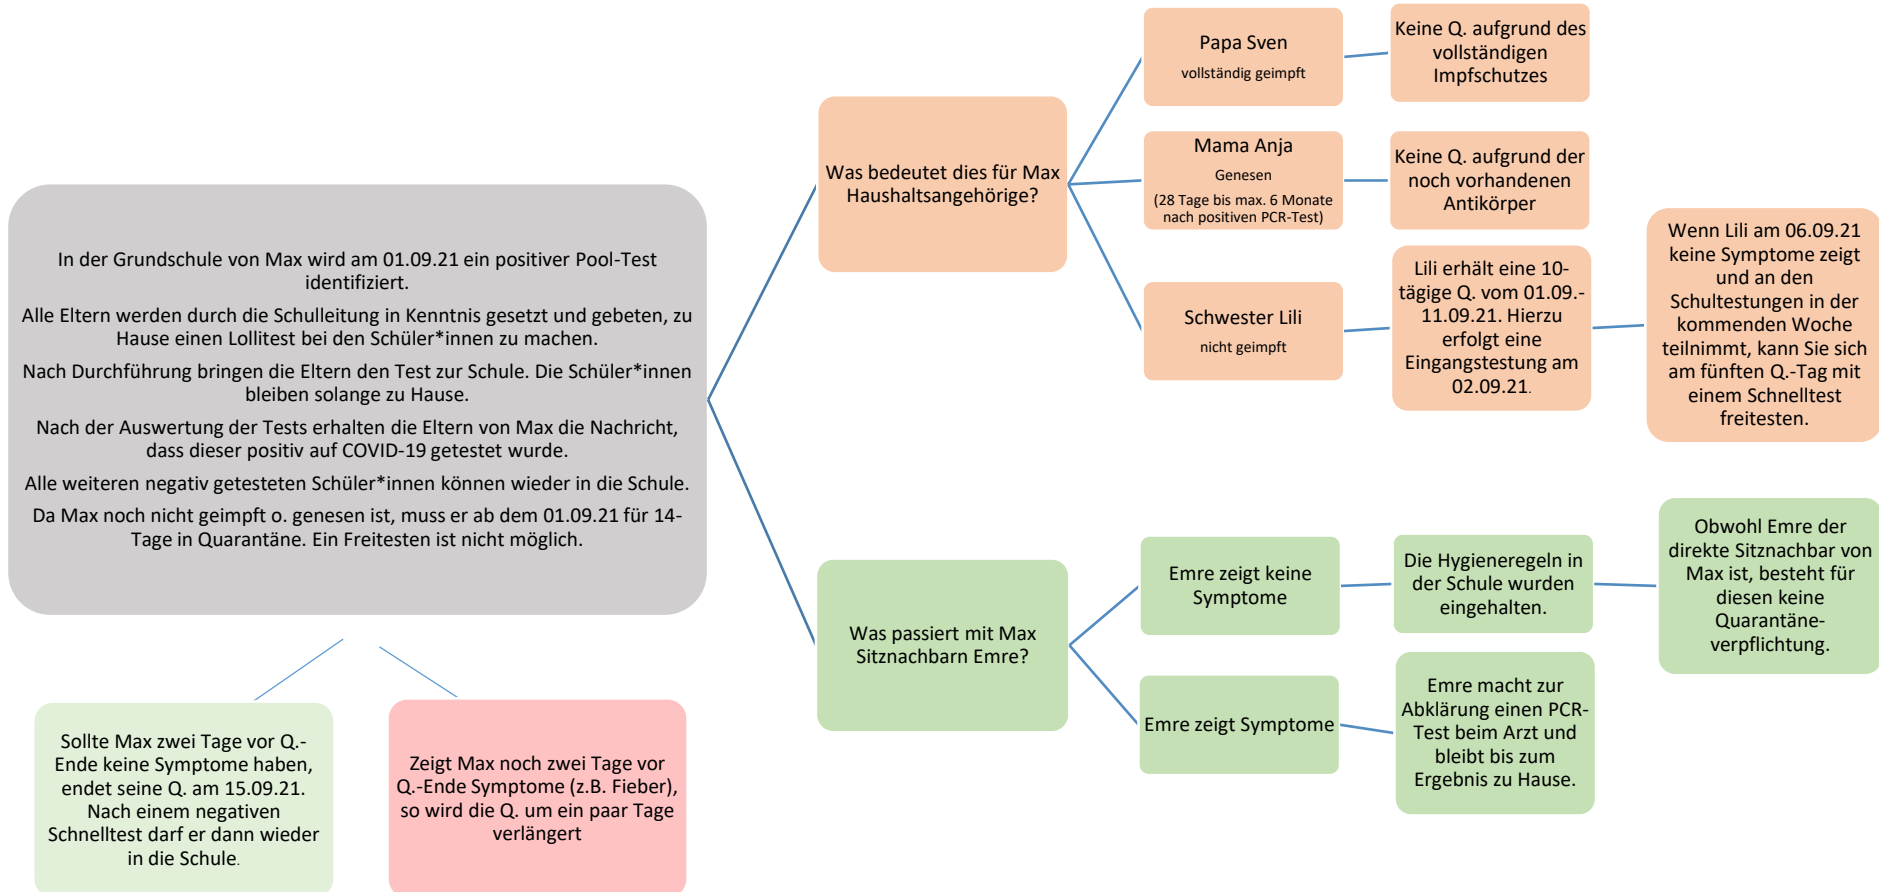 In der Grundschule von Max wird am 01.09.21 ein positiver Pool-Test
identifiziert.
Alle Eltern werden durch die Schulleitung in Kenntnis gesetzt und gebeten, zu
Hause einen Lollitest bei den Schüler*innen zu machen.
Nach Durchführung bringen die Eltern den Test zur Schule. Die Schüler*innen
bleiben solange zu Hause.
Nach der Auswertung der Tests erhalten die Eltern von Max die Nachricht,
dass dieser positiv auf COVID-19 getestet wurde.
Alle weiteren negativ getesteten Schüler*innen können wieder in die Schule.
Da Max noch nicht geimpft o. genesen ist, muss er ab dem 01.09.21 für 14-
Tage in Quarantäne. Ein Freitesten ist nicht möglich.
Sollte Max zwei Tage vor Q.-
Ende keine Symptome haben,
endet seine Q. am 15.09.21.
Nach einem negativen
Schnelltest darf er dann wieder
in die Schule.
Zeigt Max noch zwei Tage vor
Q.-Ende Symptome (z.B. Fieber),
so wird die Q. um ein paar Tage
verlängert
Was bedeutet dies für Max
Haushaltsangehörige?
Papa Sven
vollständig geimpft
Keine Q. aufgrund des
vollständigen
Impfschutzes
Mama Anja
Genesen
(28 Tage bis max. 6 Monate
nach positiven PCR-Test)
Keine Q. aufgrund der
noch vorhandenen
Antikörper
Schwester Lili
nicht geimpft
Lili erhält eine 10-
tägige Q. vom 01.09.-
11.09.21. Hierzu
erfolgt eine
Eingangstestung am
02.09.21.
Wenn Lili am 06.09.21
keine Symptome zeigt
und an den
Schultestungen in der
kommenden Woche
teilnimmt, kann Sie sich
am fünften Q.-Tag mit
einem Schnelltest
freitesten.
Was passiert mit Max
Sitznachbarn Emre?
Emre zeigt keine
Symptome
Die Hygieneregeln in
der Schule wurden
eingehalten.
Obwohl Emre der
direkte Sitznachbar von
Max ist, besteht für
diesen keine
Quarantäne-
verpflichtung.
Emre zeigt Symptome
Emre macht zur
Abklärung einen PCR-
Test beim Arzt und
bleibt bis zum
Ergebnis zu Hause.